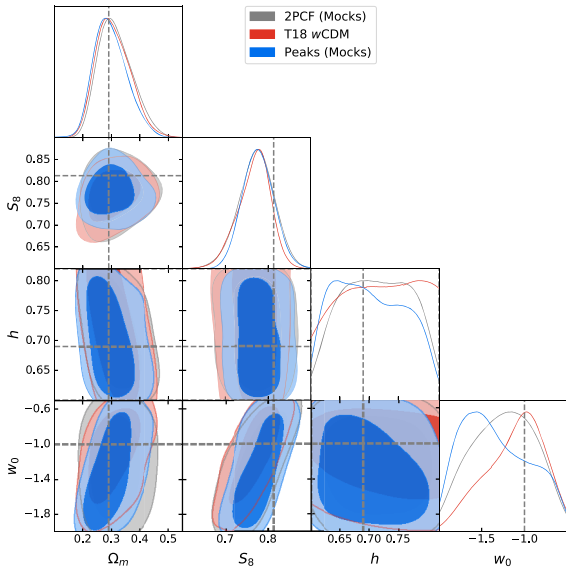 2PCF (Mocks)
T18 wCDM
Peaks (Mocks)
0.85
0.80
0.75
0.70
0.65
S₈
0.80
0.75
0.70
0.65
h
−0.6
−1.0
−1.4
−1.8
w₀
0.2 0.3 0.4 0.5
0.7 0.8
0.65 0.70 0.75
−1.5 −1.0
Ωₘ S₈ h w₀